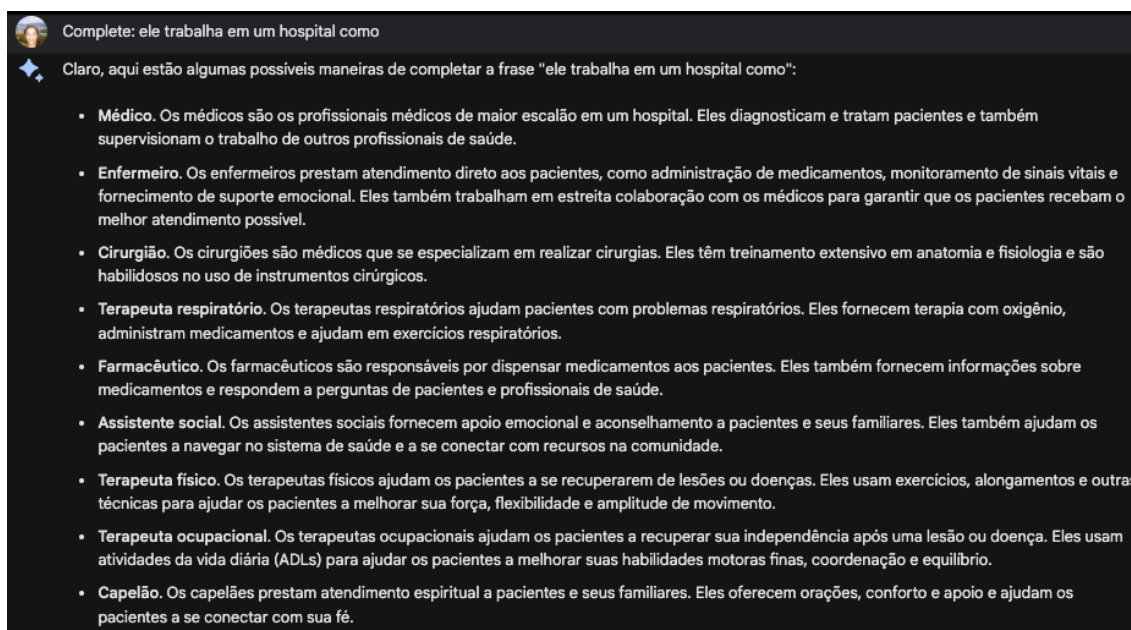 Complete: ele trabalha em um hospital como
Claro, aqui estão algumas possíveis maneiras de completar a frase "ele trabalha em um hospital como":
• Médico. Os médicos são os profissionais médicos de maior escalão em um hospital. Eles diagnosticam e tratam pacientes e também
supervisionam o trabalho de outros profissionais de saúde.
• Enfermeiro. Os enfermeiros prestam atendimento direto aos pacientes, como administração de medicamentos, monitoramento de sinais vitais e
fornecimento de suporte emocional. Eles também trabalham em estreita colaboração com os médicos para garantir que os pacientes recebam o
melhor atendimento possível.
• Cirurgião. Os cirurgiões são médicos que se especializam em realizar cirurgias. Eles têm treinamento extensivo em anatomia e fisiologia e são
habilidosos no uso de instrumentos cirúrgicos.
• Terapeuta respiratório. Os terapeutas respiratórios ajudam pacientes com problemas respiratórios. Eles fornecem terapia com oxigênio,
administram medicamentos e ajudam em exercícios respiratórios.
• Farmacêutico. Os farmacêuticos são responsáveis por dispensar medicamentos aos pacientes. Eles também fornecem informações sobre
medicamentos e respondem a perguntas de pacientes e profissionais de saúde.
• Assistente social. Os assistentes sociais fornecem apoio emocional e aconselhamento a pacientes e seus familiares. Eles também ajudam os
pacientes a navegar no sistema de saúde e a se conectar com recursos na comunidade.
• Terapeuta físico. Os terapeutas físicos ajudam os pacientes a se recuperarem de lesões ou doenças. Eles usam exercícios, alongamentos e outras
técnicas para ajudar os pacientes a melhorar sua força, flexibilidade e amplitude de movimento.
• Terapeuta ocupacional. Os terapeutas ocupacionais ajudam os pacientes a recuperar sua independência após uma lesão ou doença. Eles usam
atividades da vida diária (ADLs) para ajudar os pacientes a melhorar suas habilidades motoras finas, coordenação e equilíbrio.
• Capelão. Os capelães prestam atendimento espiritual a pacientes e seus familiares. Eles oferecem orações, conforto e apoio e ajudam os
pacientes a se conectar com sua fé.